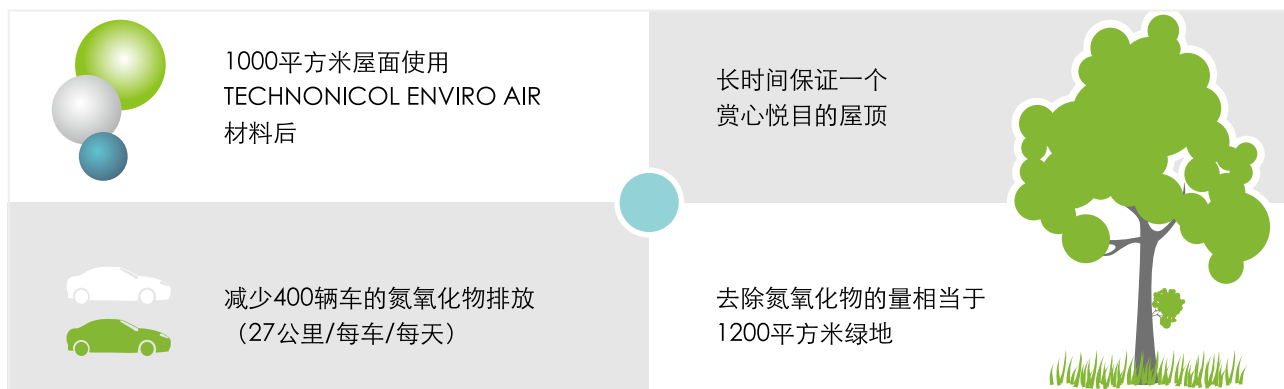 1000平方米屋面使用
TECHNONICOL ENVIRO AIR
材料后
长时间保证一个
赏心悦目的屋顶
减少400辆车的氮氧化物排放
（27公里/每车/每天）
去除氮氧化物的量相当于
1200平方米绿地